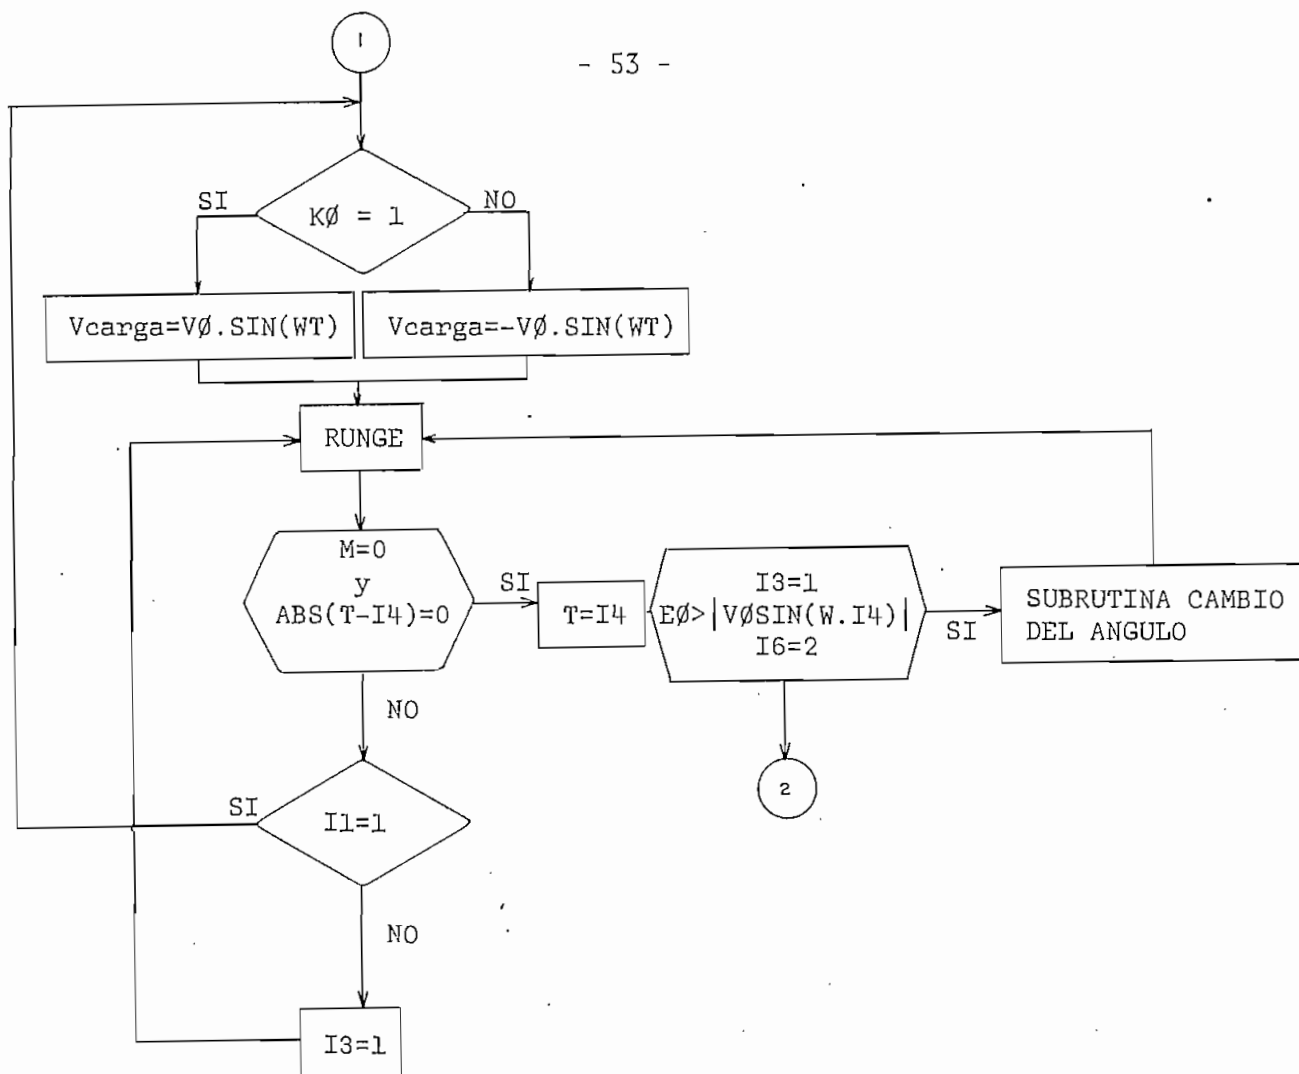 1
- 53 -
SI
NO
KØ = 1
Vcarga=VØ.SIN(WT)
Vcarga=-VØ.SIN(WT)
RUNGE
M=0
y
ABS(T-I4)=0
SI
T=I4
I3=1
EØ>|VØSIN(W.I4)|
I6=2
SI
SUBRUTINA CAMBIO
DEL ANGULO
NO
2
SI
I1=1
NO
I3=1